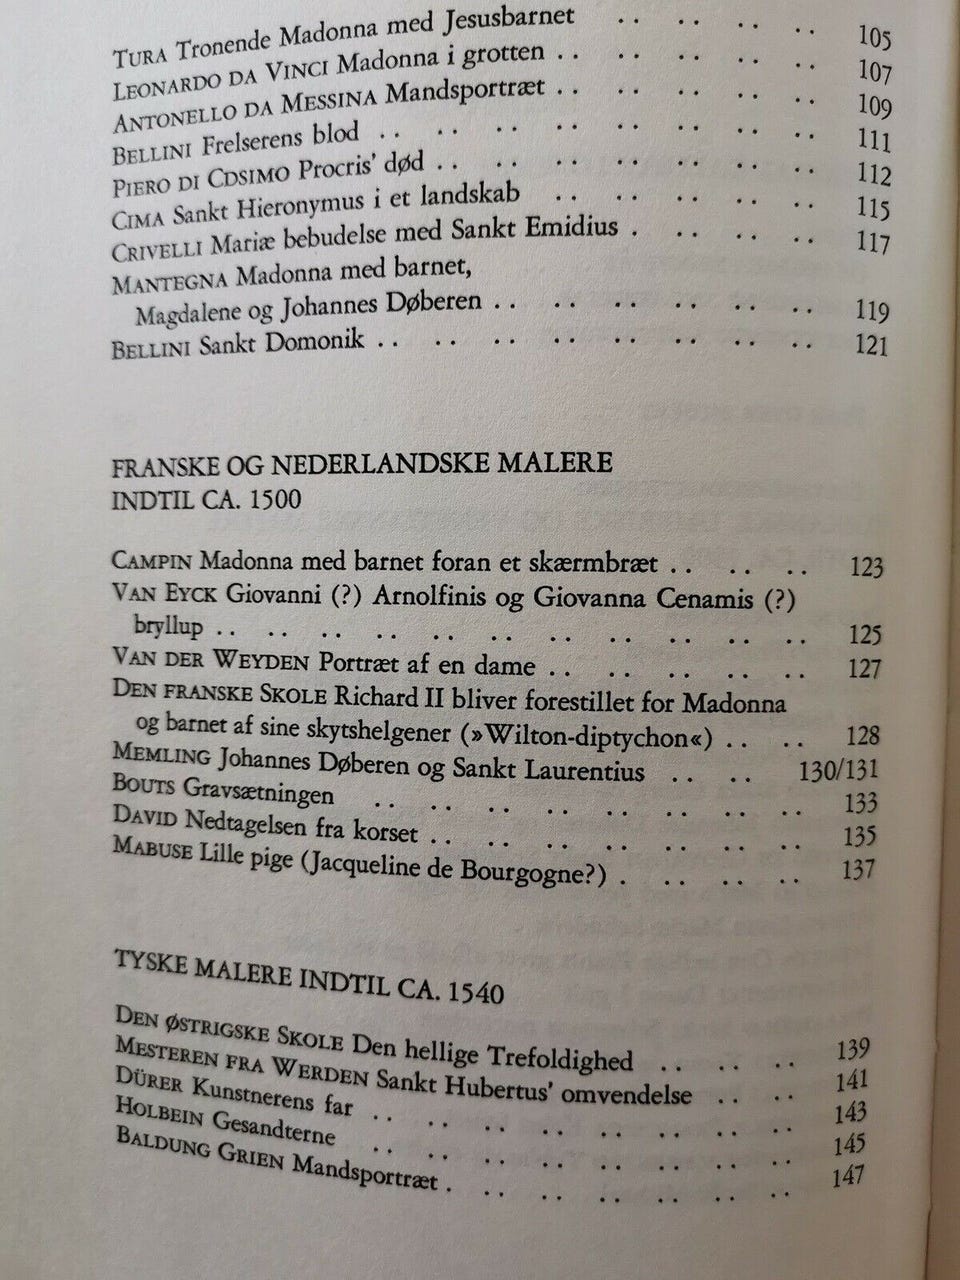 TURA Tronende Madonna med Jesusbarnet .. .. .. .. 105
LEONARDO DA VINCI Madonna i grotten .. .. .. .. .. 107
ANTONELLO DA MESSINA Mandsportræt .. .. .. .. .. 109
BELLINI Frelserens blod .. .. .. .. .. .. .. .. 111
PIERO DI CDSIMO Procris' død .. .. .. .. .. .. .. 112
CIMA Sankt Hieronymus i et landskab .. .. .. .. .. 115
CRIVELLI Mariæ bebudelse med Sankt Emidius . .. .. .. 117
MANTEGNA Madonna med barnet,
Magdalene og Johannes Døberen .. .. .. .. .. .. 119
BELLINI Sankt Domonik .. .. .. .. .. .. .. .. 121
FRANSKE OG NEDERLANDSKE MALERE
INDTIL CA. 1500
CAMPIN Madonna med barnet foran et skærmbræt .. .. .. 123
VAN EYCK Giovanni (?) Arnolfinis og Giovanna Cenamis (?)
bryllup .. .. .. .. .. .. .. .. .. .. .. 125
VAN DER WEYDEN Portræt af en dame .. .. .. .. .. 127
DEN FRANSKE SKOLE Richard II bliver forestillet for Madonna
og barnet af sine skytshelgener (»Wilton-diptychon«) .. .. 128
MEMLING Johannes Døberen og Sankt Laurentius .. .. 130/131
BOUTS Gravsætningen .. .. .. .. .. .. .. .. 133
DAVID Nedtagelsen fra korset .. .. .. .. .. .. .. 135
MABUSE Lille pige (Jacqueline de Bourgogne?) . .. .. .. 137
TYSKE MALERE INDTIL CA. 1540
DEN ØSTRIGSKE SKOLE Den hellige Trefoldighed .. .. .. 139
MESTEREN FRA WERDEN Sankt Hubertus' omvendelse .. .. 141
DÜRER Kunstnerens far .. .. .. .. .. .. .. .. 143
HOLBEIN Gesandterne .. .. .. .. .. .. .. .. 145
BALDUNG GRIEN Mandsportræt . .. .. .. .. .. .. 147